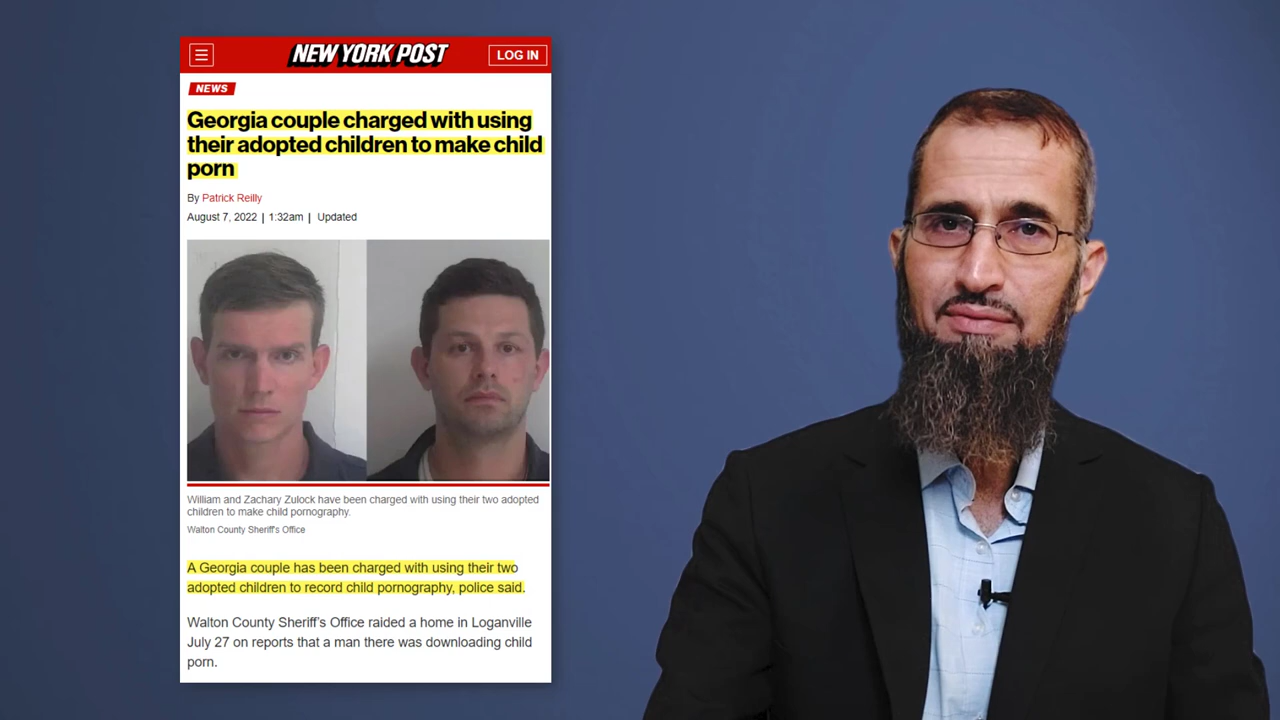 NEW YORK POST
LOG IN
NEWS
Georgia couple charged with using
their adopted children to make child
porn
By Patrick Reilly
August 7, 2022 | 1:32am | Updated
William and Zachary Zulock have been charged with using their two adopted
children to make child pornography.
Walton County Sheriff's Office
A Georgia couple has been charged with using their two
adopted children to record child pornography, police said.
Walton County Sheriff's Office raided a home in Loganville
July 27 on reports that a man there was downloading child
porn.